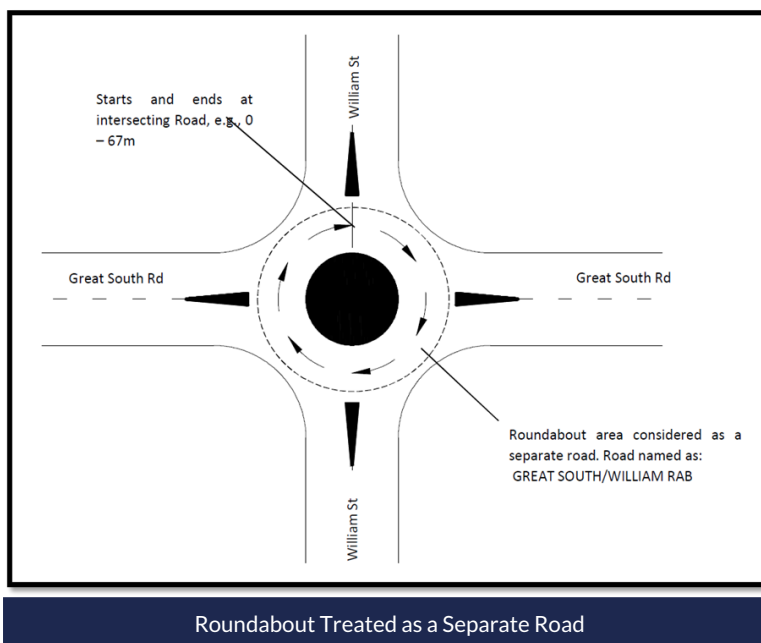 William St
Starts and ends at
intersecting Road, e.g., 0
– 67m
Great South Rd
Great South Rd
Roundabout area considered as a
separate road. Road named as:
GREAT SOUTH/WILLIAM RAB
William St
Roundabout Treated as a Separate Road